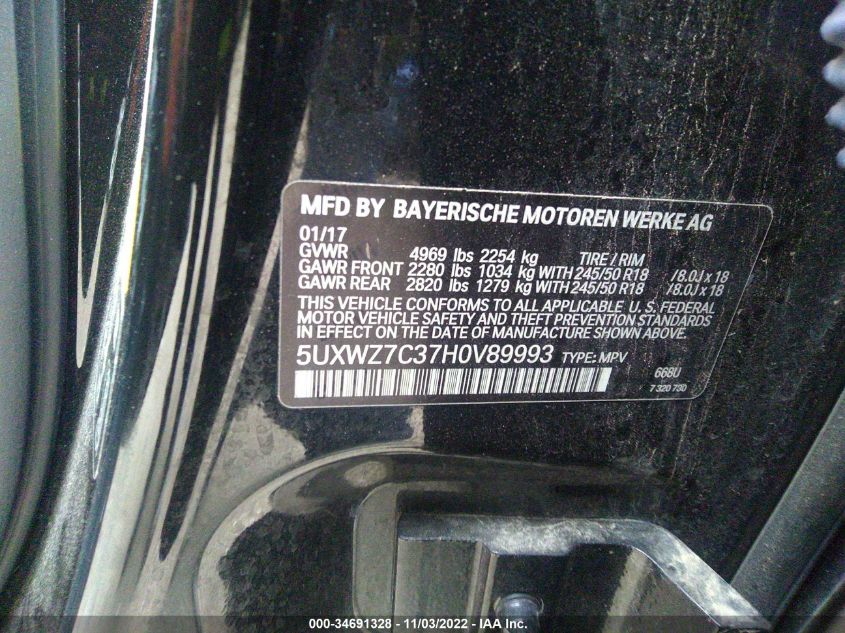 MFD BY BAYERISCHE MOTOREN WERKE AG
01/17
GVWR 4969 lbs 2254 kg TIRE / RIM
GAWR FRONT 2280 lbs 1034 kg WITH 245/50 R18 /8.0J x 18
GAWR REAR 2820 lbs 1279 kg WITH 245/50 R18 /8.0J x 18
THIS VEHICLE CONFORMS TO ALL APPLICABLE U. S. FEDERAL
MOTOR VEHICLE SAFETY AND THEFT PREVENTION STANDARDS
IN EFFECT ON THE DATE OF MANUFACTURE SHOWN ABOVE.
5UXWZ7C37H0V89993 TYPE: MPV
668U
7 320 730
000-34691328 - 11/03/2022 - IAA Inc.